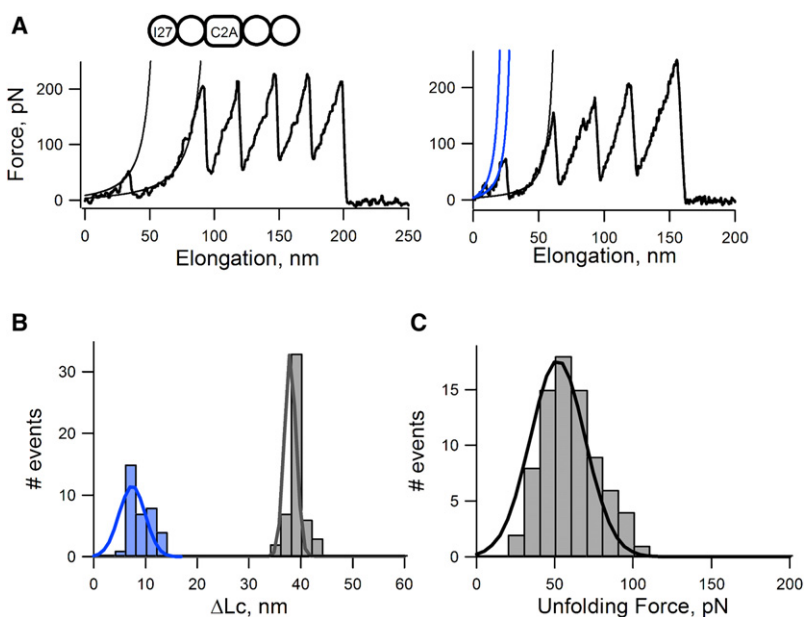 A
I27 C2A
Force, pN
200
100
0
0 50 100 150 200 250
Elongation, nm
200
100
0
0 50 100 150 200
Elongation, nm
B
# events
30
20
10
0
0 10 20 30 40 50 60
ΔLc, nm
C
# events
15
10
5
0
0 50 100 150 200
Unfolding Force, pN